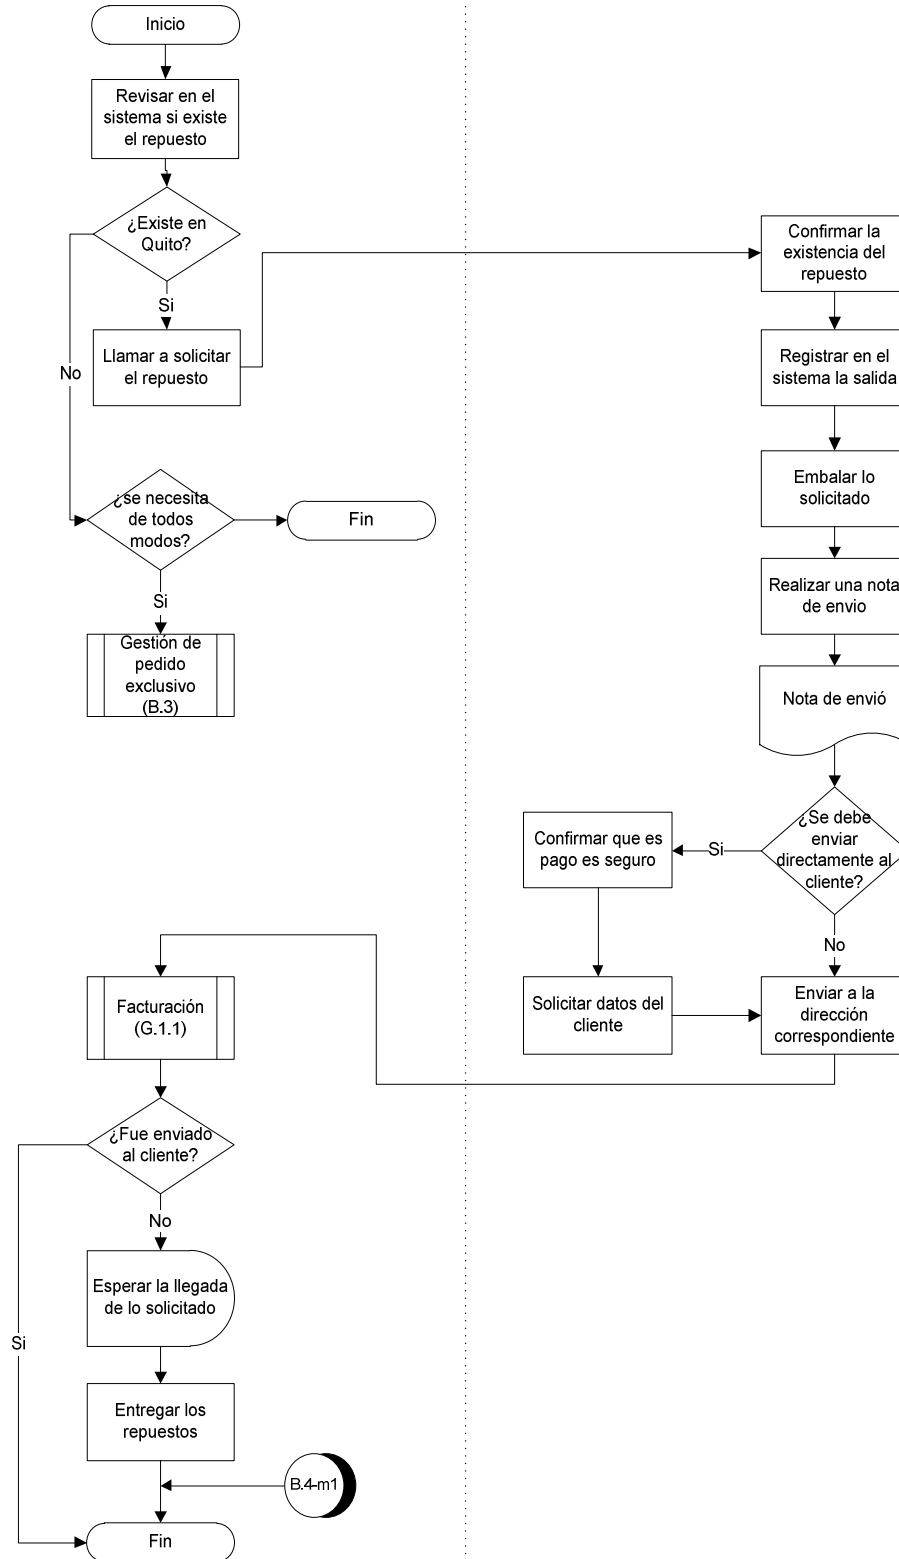 Inicio
Revisar en el
sistema si existe
el repuesto
¿Existe en
Quito?
Si
No
Llamar a solicitar
el repuesto
¿se necesita
de todos
modos?
Fin
Si
Gestión de
pedido
exclusivo
(B.3)
Confirmar la
existencia del
repuesto
Registrar en el
sistema la salida
Embalar lo
solicitado
Realizar una nota
de envio
Nota de envió
¿Se debe
enviar
directamente al
cliente?
Si
No
Confirmar que es
pago es seguro
Solicitar datos del
cliente
Enviar a la
dirección
correspondiente
Facturación
(G.1.1)
¿Fue enviado
al cliente?
No
Si
Esperar la llegada
de lo solicitado
Entregar los
repuestos
B.4-m1
Fin